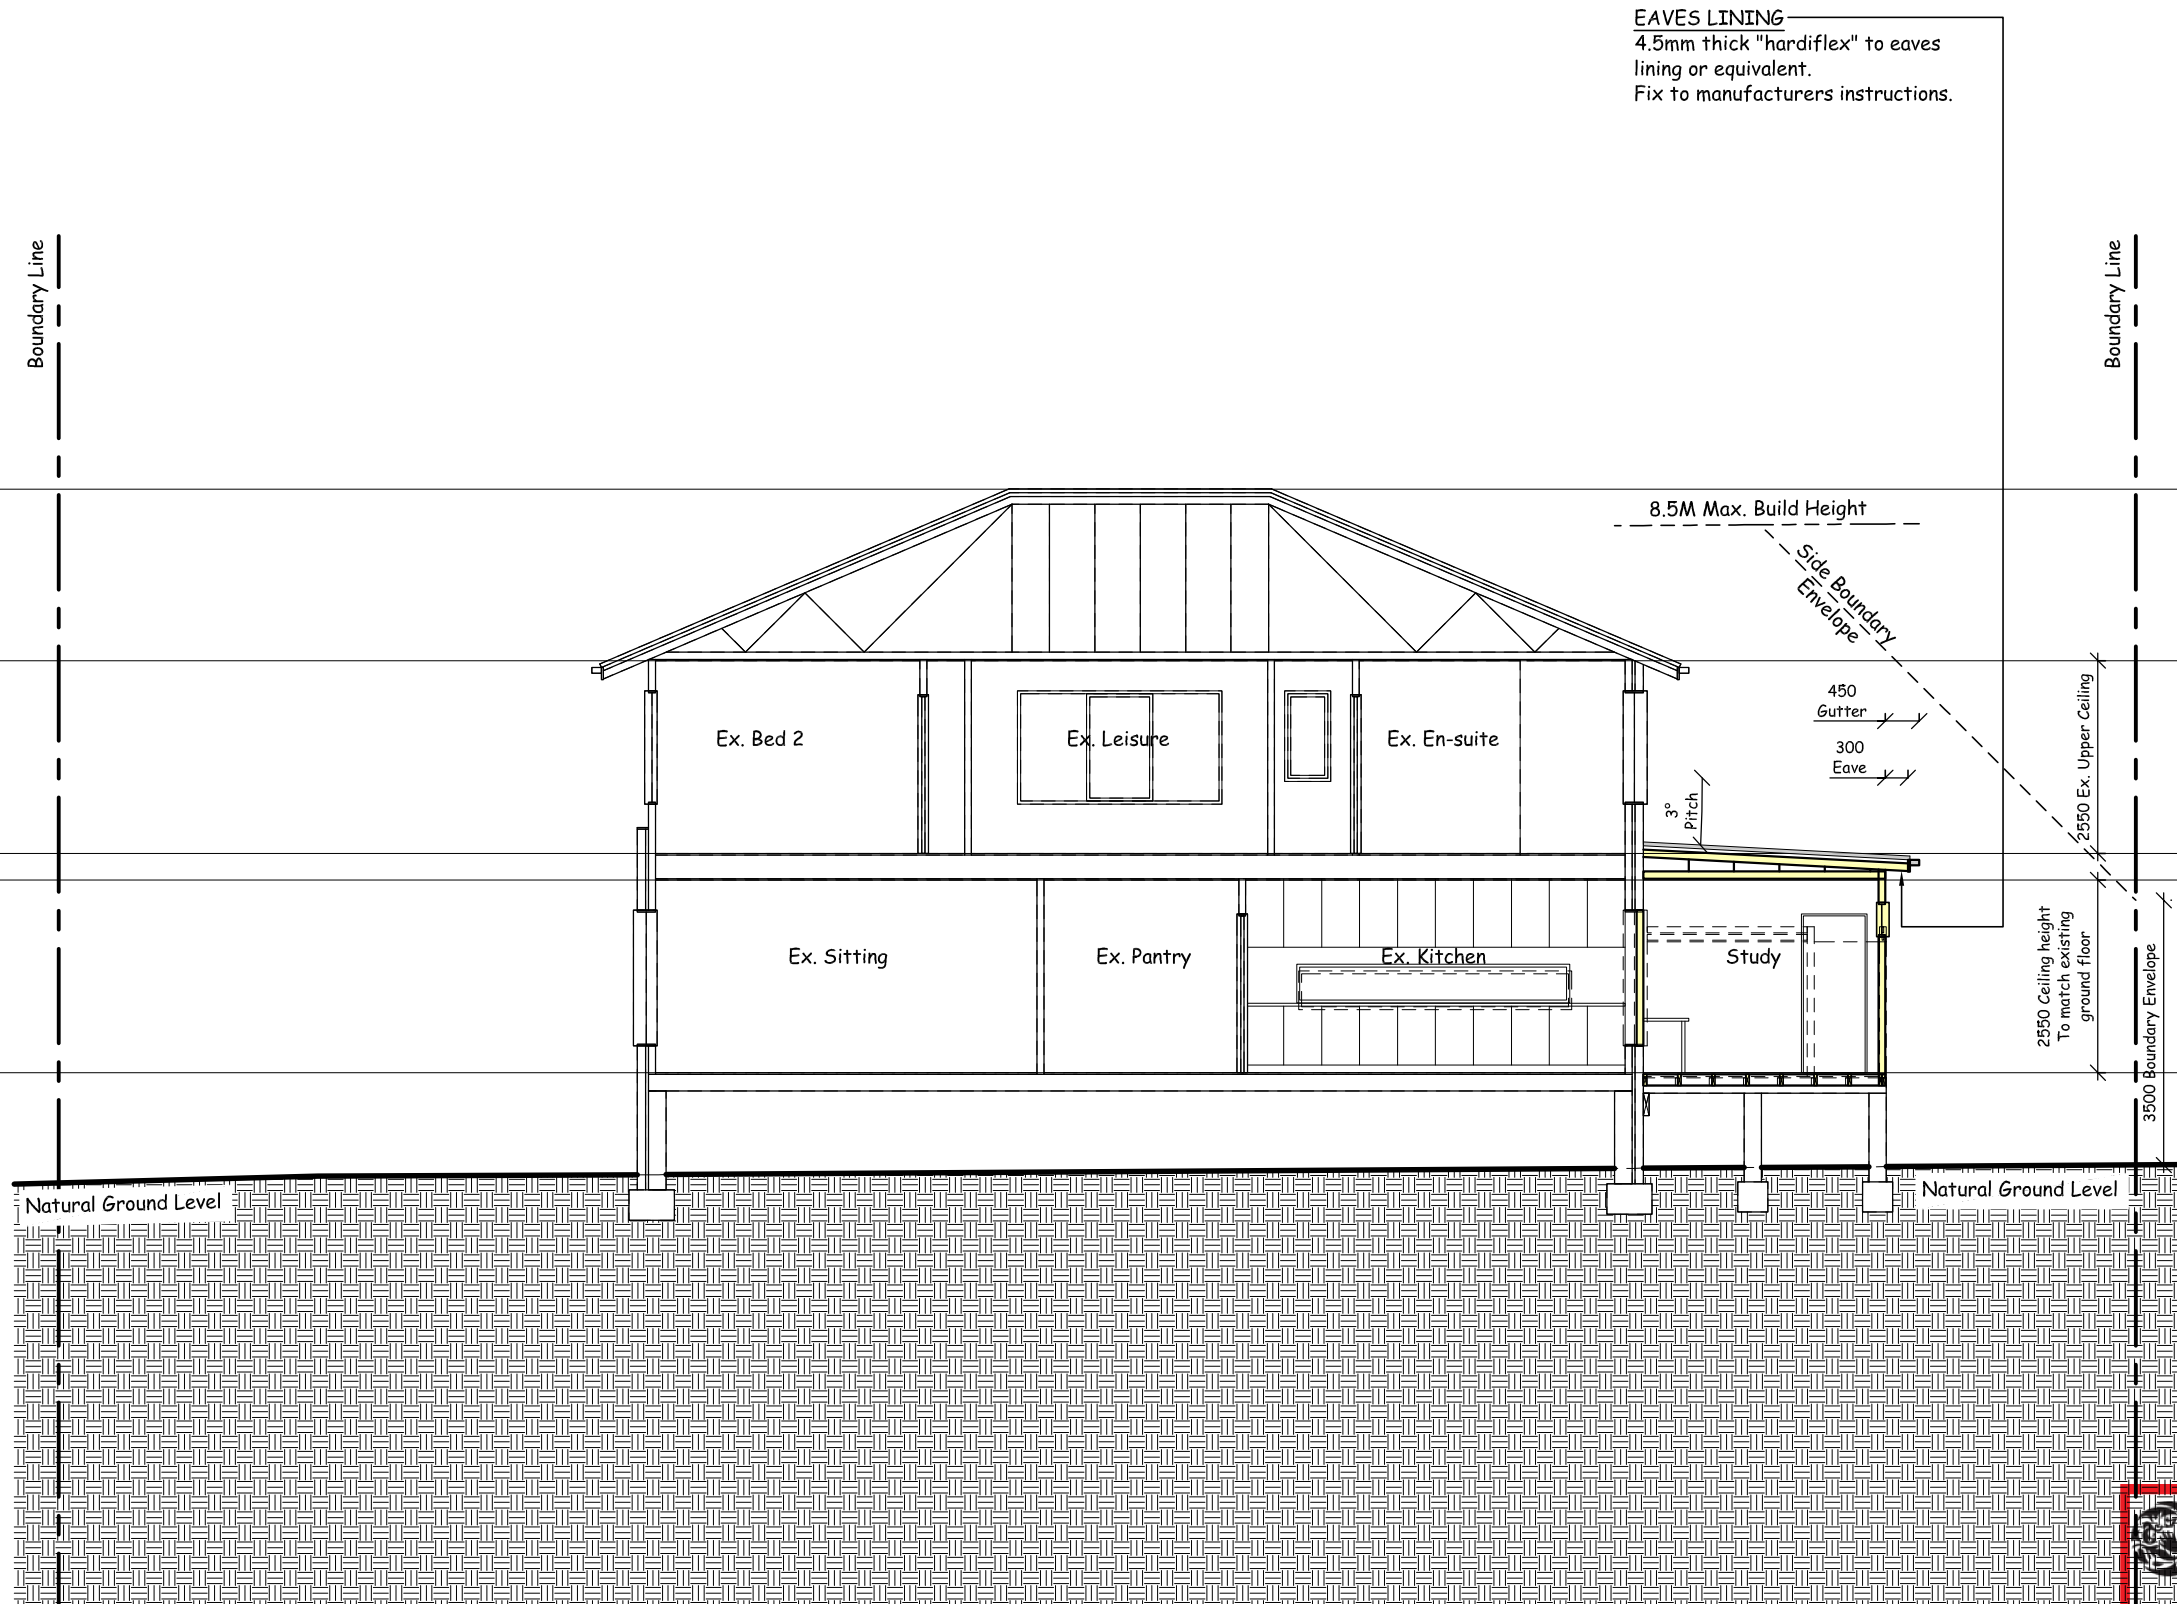 EAVES LINING
4.5mm thick "hardiflex" to eaves
lining or equivalent.
Fix to manufacturers instructions.
Boundary Line
Boundary Line
8.5M Max. Build Height
Side Boundary
Envelope
450
Gutter
300
Eave
3°
Pitch
2550 Ex. Upper Ceiling
Ex. Bed 2
Ex. Leisure
Ex. En-suite
Ex. Sitting
Ex. Pantry
Ex. Kitchen
Study
2550 Ceiling height
To match existing
ground floor
3500 Boundary Envelope
Natural Ground Level
Natural Ground Level